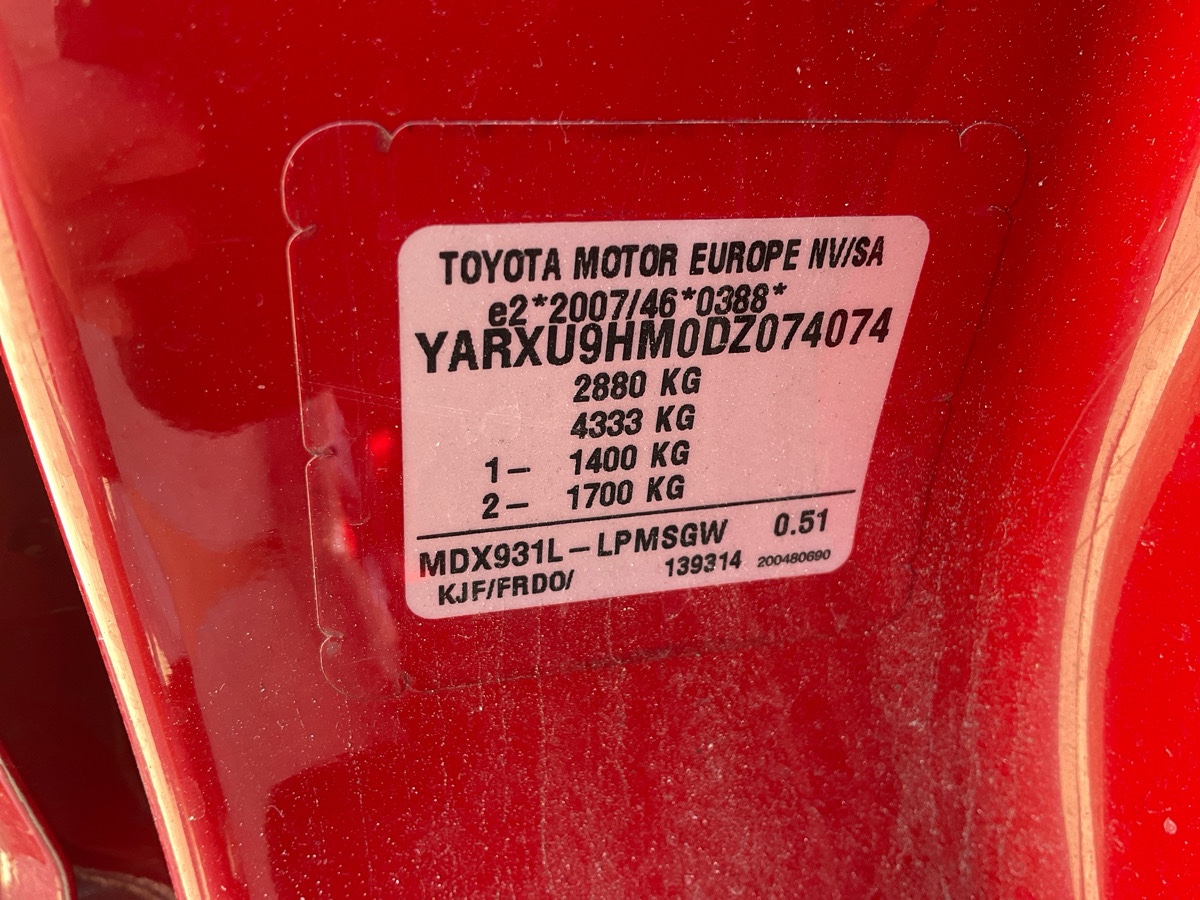 TOYOTA MOTOR EUROPE NV/SA
e2*2007/46*0388*
YARXU9HM0DZ074074
2880 KG
4333 KG
1– 1400 KG
2– 1700 KG
MDX931L–LPMSGW 0.51
KJF/FRDO/ 139314 200480690